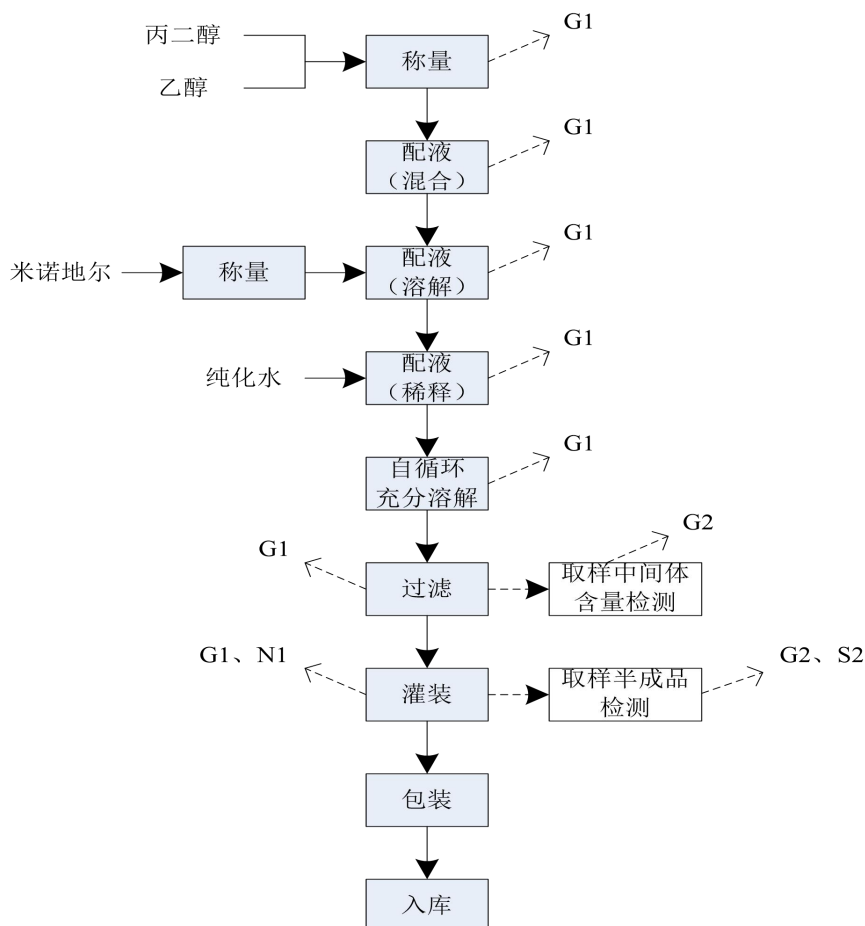 丙二醇
乙醇
称量
G1
配液
（混合）
G1
米诺地尔
称量
配液
（溶解）
G1
纯化水
配液
（稀释）
G1
自循环
充分溶解
G1
G1
过滤
取样中间体
含量检测
G2
G1、N1
灌装
取样半成品
检测
G2、S2
包装
入库